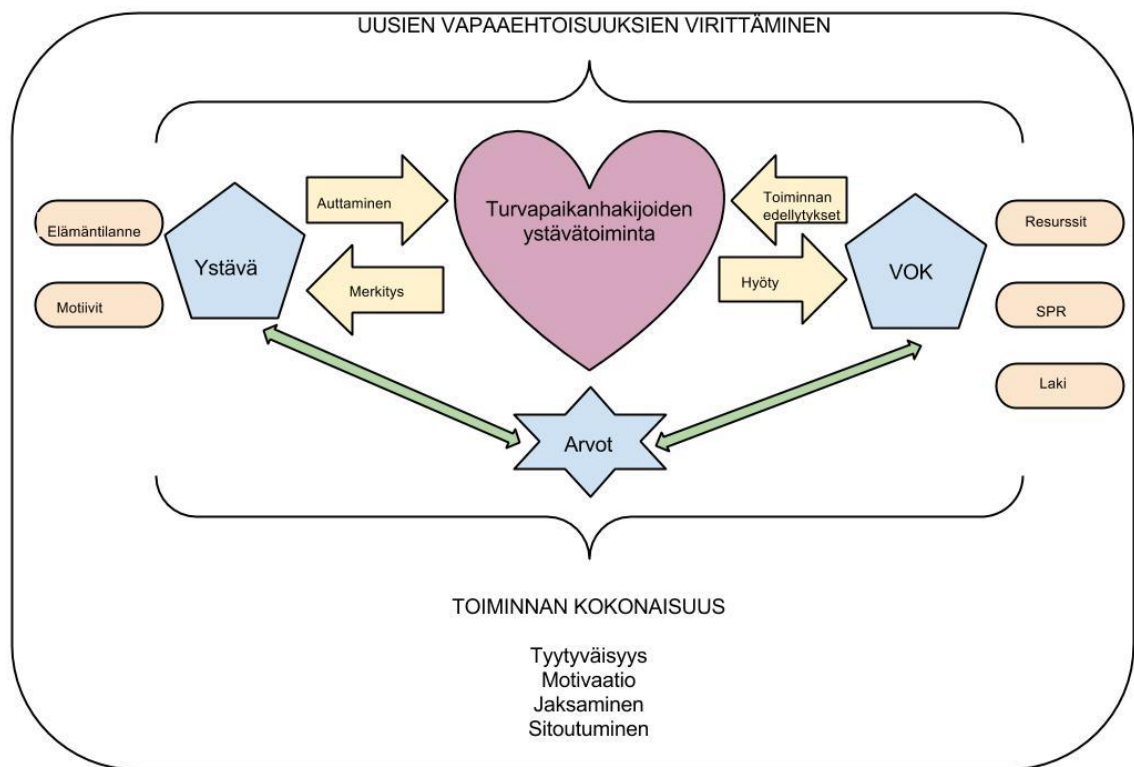 UUSIEN VAPAAEHTOISUUKSIEN VIRITTÄMINEN
Elämäntilanne
Motiivit
Ystävä
Auttaminen
Merkitys
Turvapaikanhakijoiden
ystävätoiminta
Toiminnan
edellytykset
Hyöty
VOK
Resurssit
SPR
Laki
Arvot
TOIMINNAN KOKONAISUUS
Tyytyväisyys
Motivaatio
Jaksaminen
Sitoutuminen